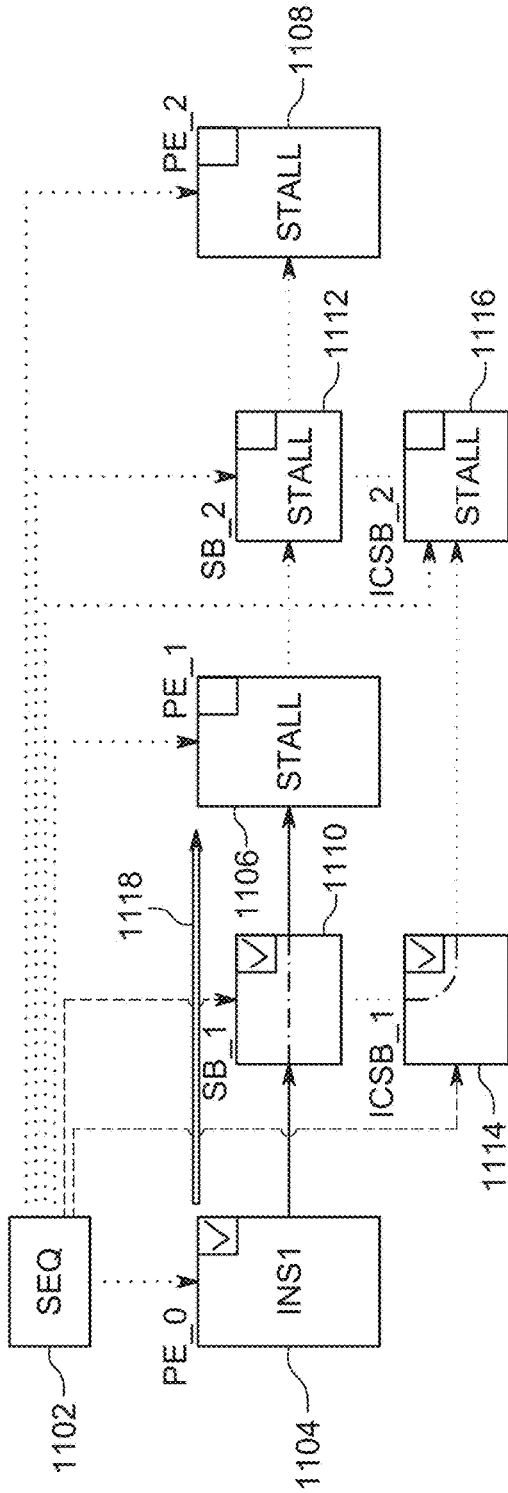 SEQ
1102
PE_0
V
INS1
1104
1118
SB_1
V
1110
ICSB_1
V
1114
PE_1
STALL
1106
SB_2
STALL
1112
ICSB_2
STALL
1116
PE_2
STALL
1108